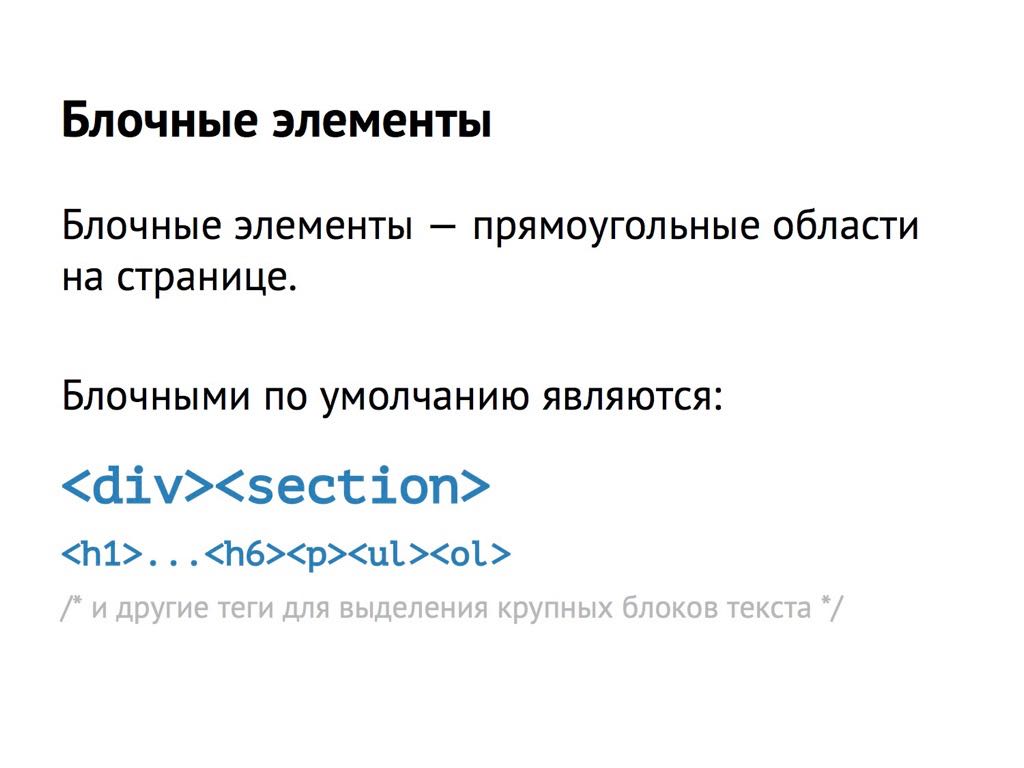 Блочные элементы
Блочные элементы — прямоугольные области
на странице.
Блочными по умолчанию являются:
<div><section>
<h1>...<h6><p><ul><ol>
/* и другие теги для выделения крупных блоков текста */